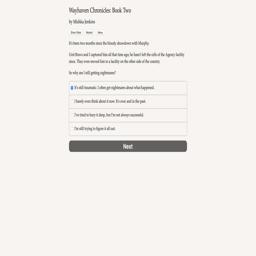 Wayhaven Chronicles: Book Two
by Mishka Jenkins
Show Stats
Restart
Menu
It's been two months since the bloody showdown with Murphy.
Unit Bravo and I captured him all that time ago; he hasn't left the cells of the Agency facility
since. They even moved him to a facility on the other side of the country.
So why am I still getting nightmares?
It's still traumatic. I often get nightmares about what happened.
I barely even think about it now. It's over and in the past.
I've tried to bury it deep, but I'm not always successful.
I'm still trying to figure it all out.
Next